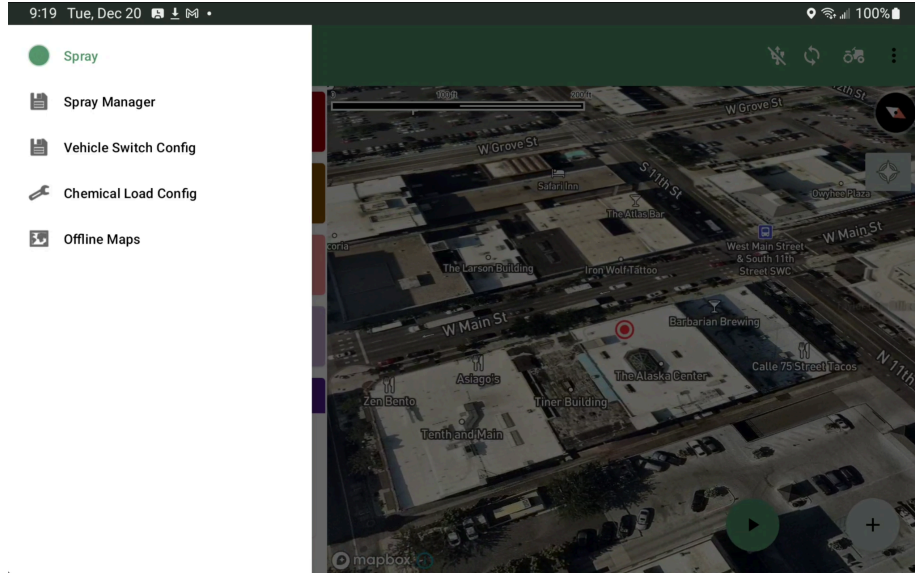 9:19 Tue, Dec 20
100%
Spray
Spray Manager
Vehicle Switch Config
Chemical Load Config
Offline Maps
100 ft
W Grove St
W Grove St
S 11th St
Safari Inn
The Atlas Bar
Owyhee Plaza
West Main Street
& South 11th
Street SWC
W Main St
The Larson Building
Iron Wolf Tattoo
W Main St
Barbarian Brewing
Calle 75 Street Tacos
N 11th
Asiago's
The Alaska Center
Zen Bento
Tiner Building
Tenth and Main
mapbox